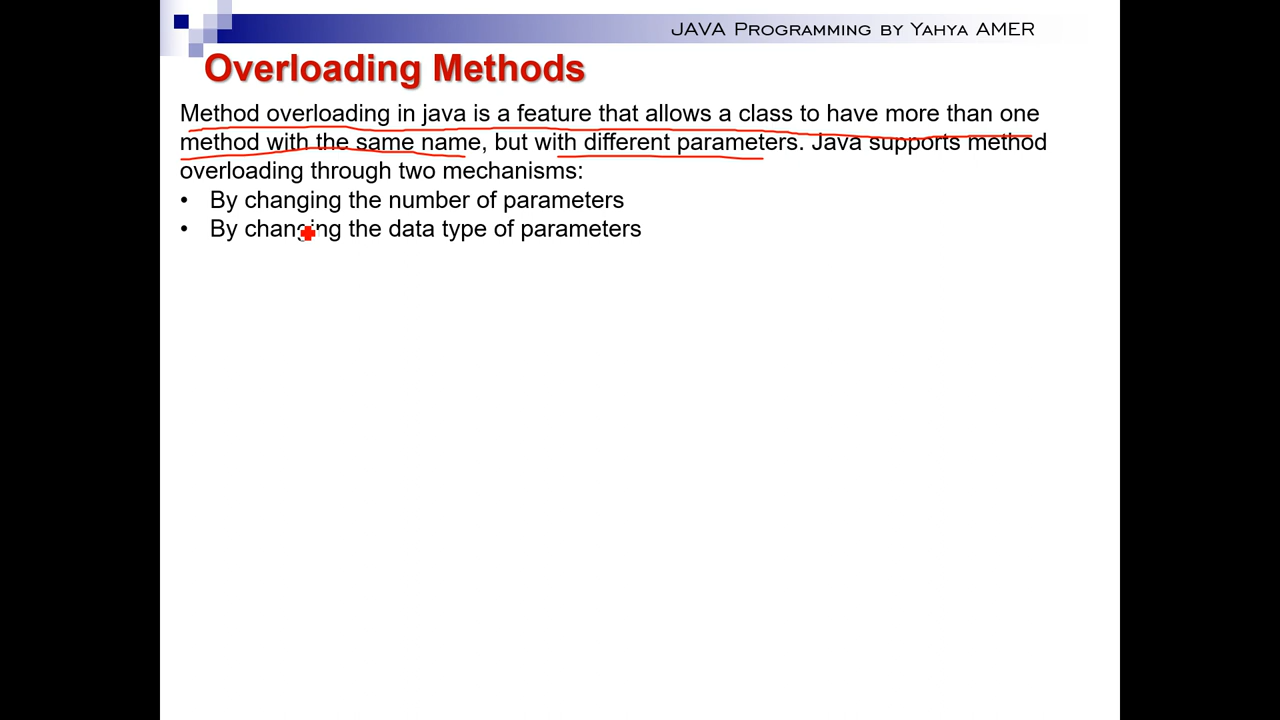 JAVA PROGRAMMING BY YAHYA AMER
Overloading Methods
Method overloading in java is a feature that allows a class to have more than one
method with the same name, but with different parameters. Java supports method
overloading through two mechanisms:
• By changing the number of parameters
• By changing the data type of parameters